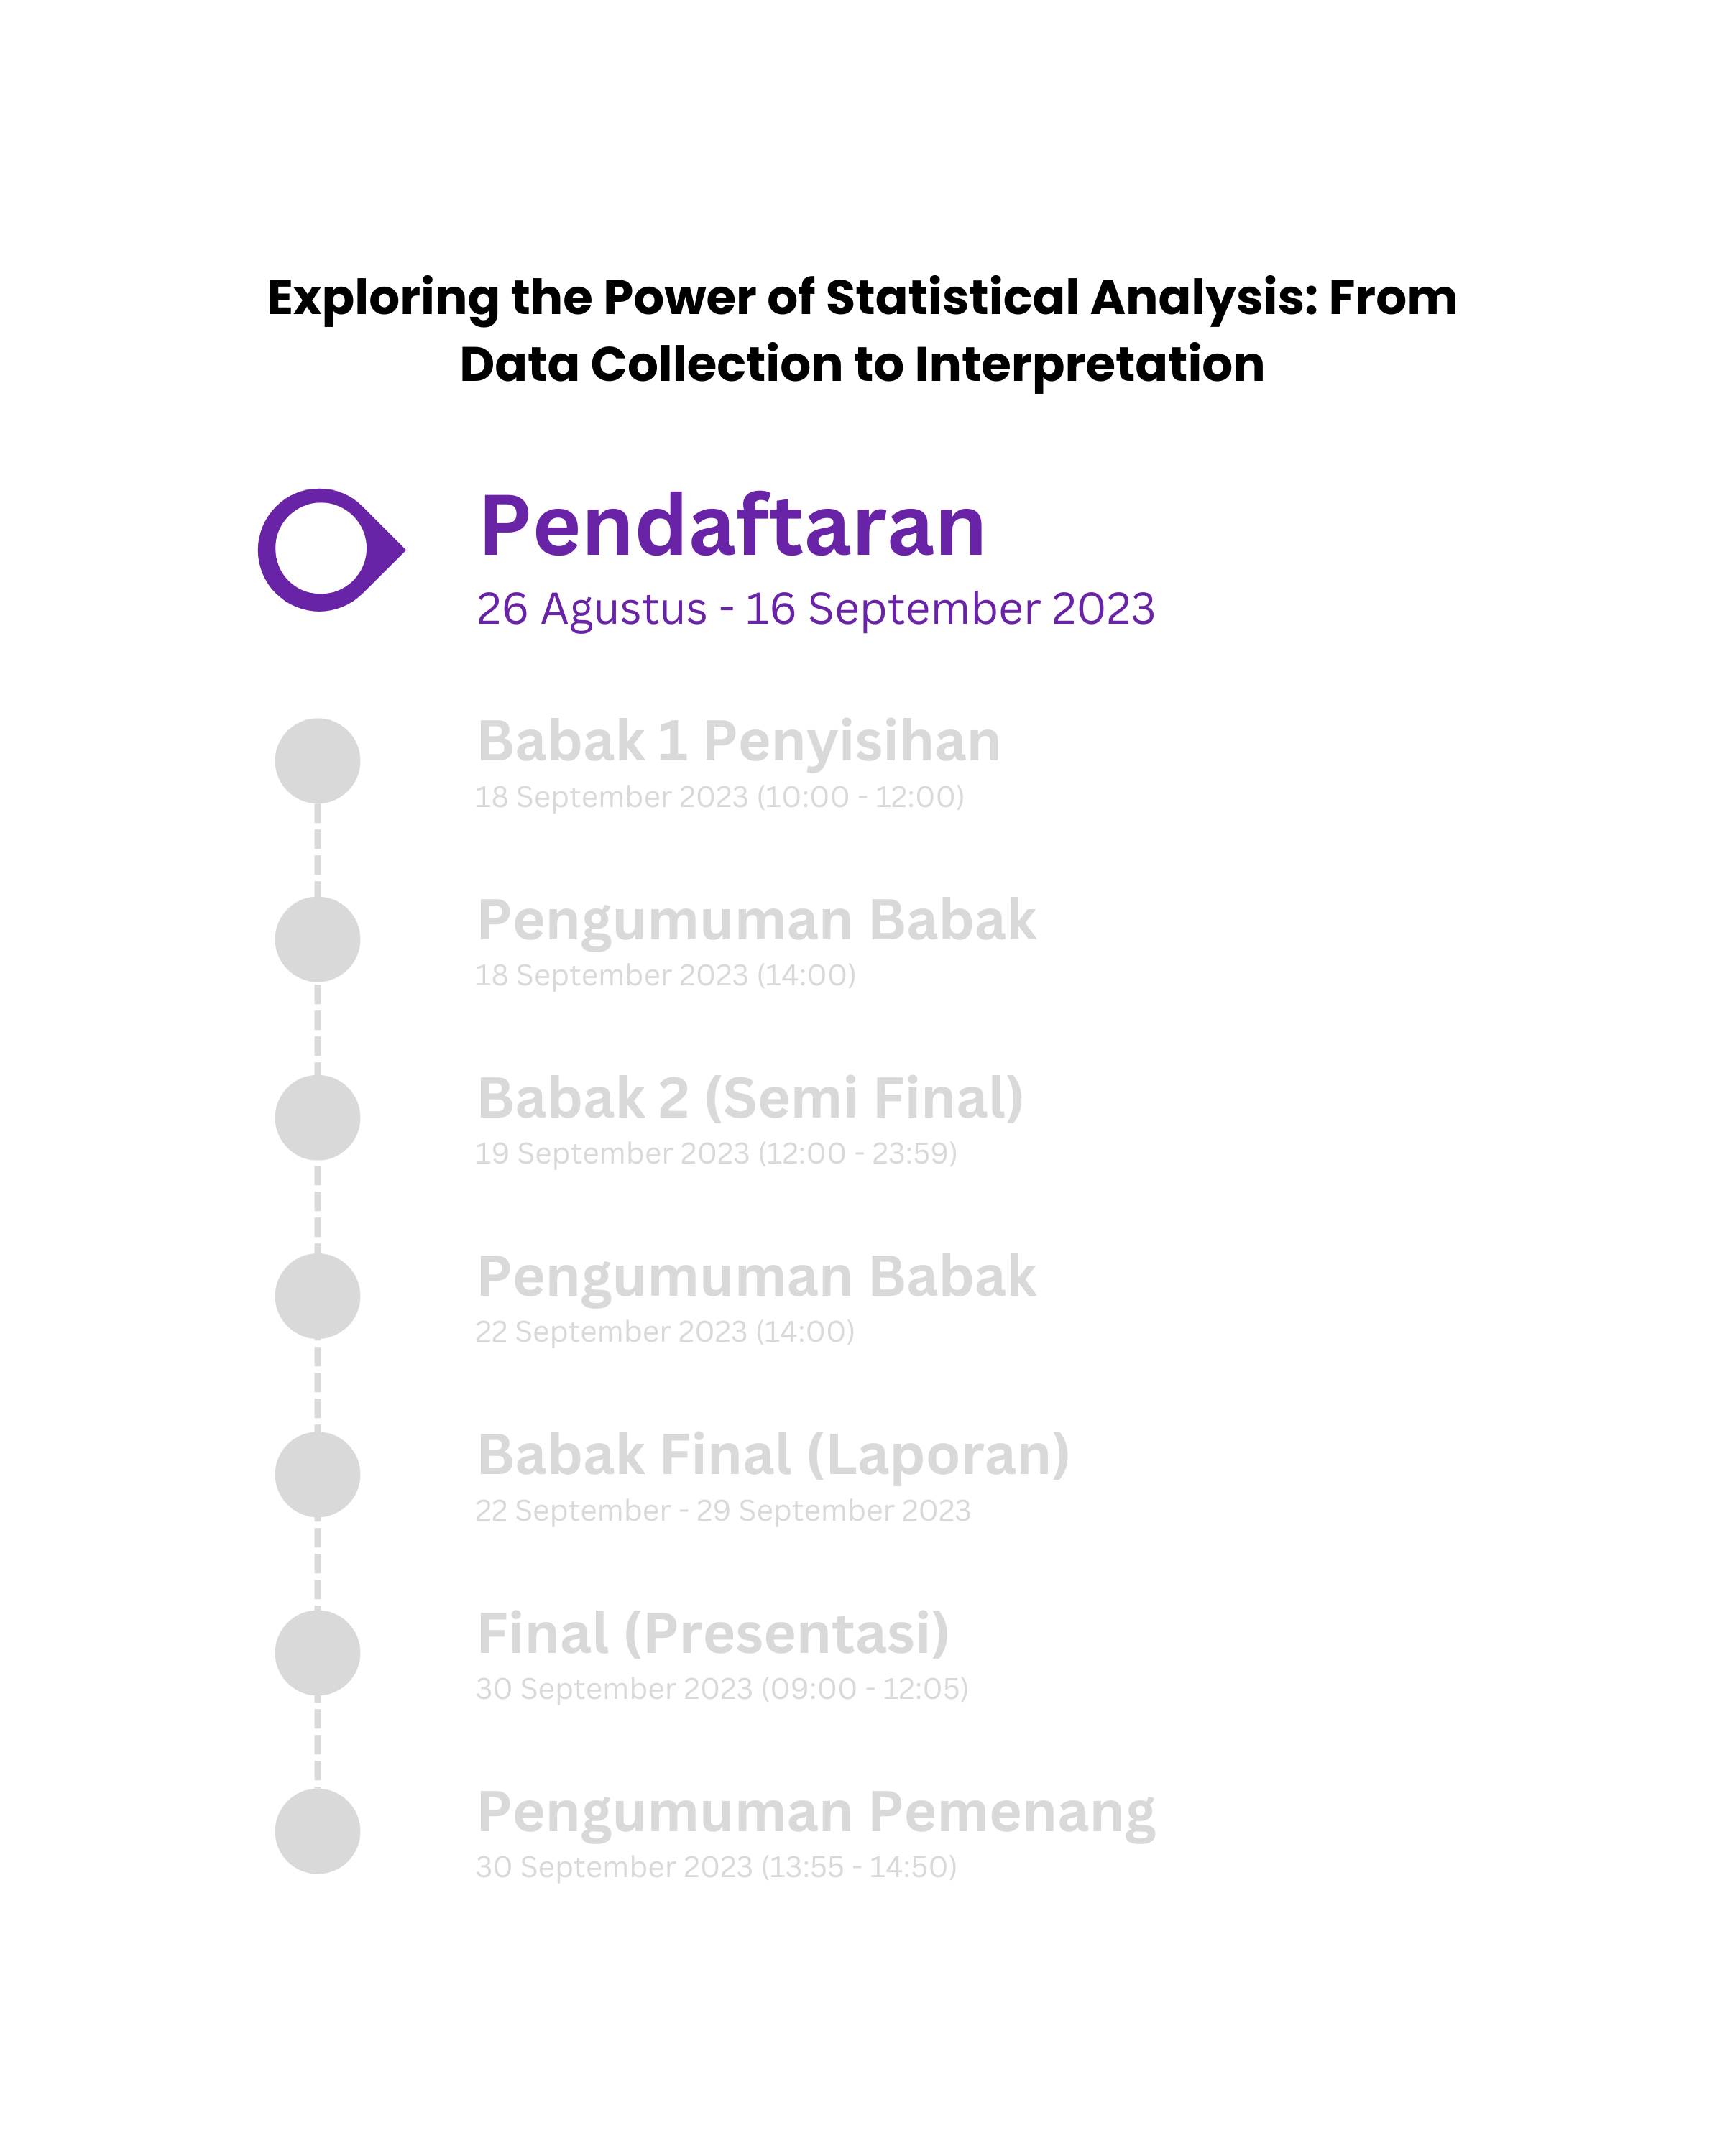 Exploring the Power of Statistical Analysis: From
Data Collection to Interpretation
Pendaftaran
26 Agustus - 16 September 2023
Babak 1 Penyisihan
18 September 2023 (10:00 - 12:00)
Pengumuman Babak
18 September 2023 (14:00)
Babak 2 (Semi Final)
19 September 2023 (12:00 - 23:59)
Pengumuman Babak
22 September 2023 (14:00)
Babak Final (Laporan)
22 September - 29 September 2023
Final (Presentasi)
30 September 2023 (09:00 - 12:05)
Pengumuman Pemenang
30 September 2023 (13:55 - 14:50)